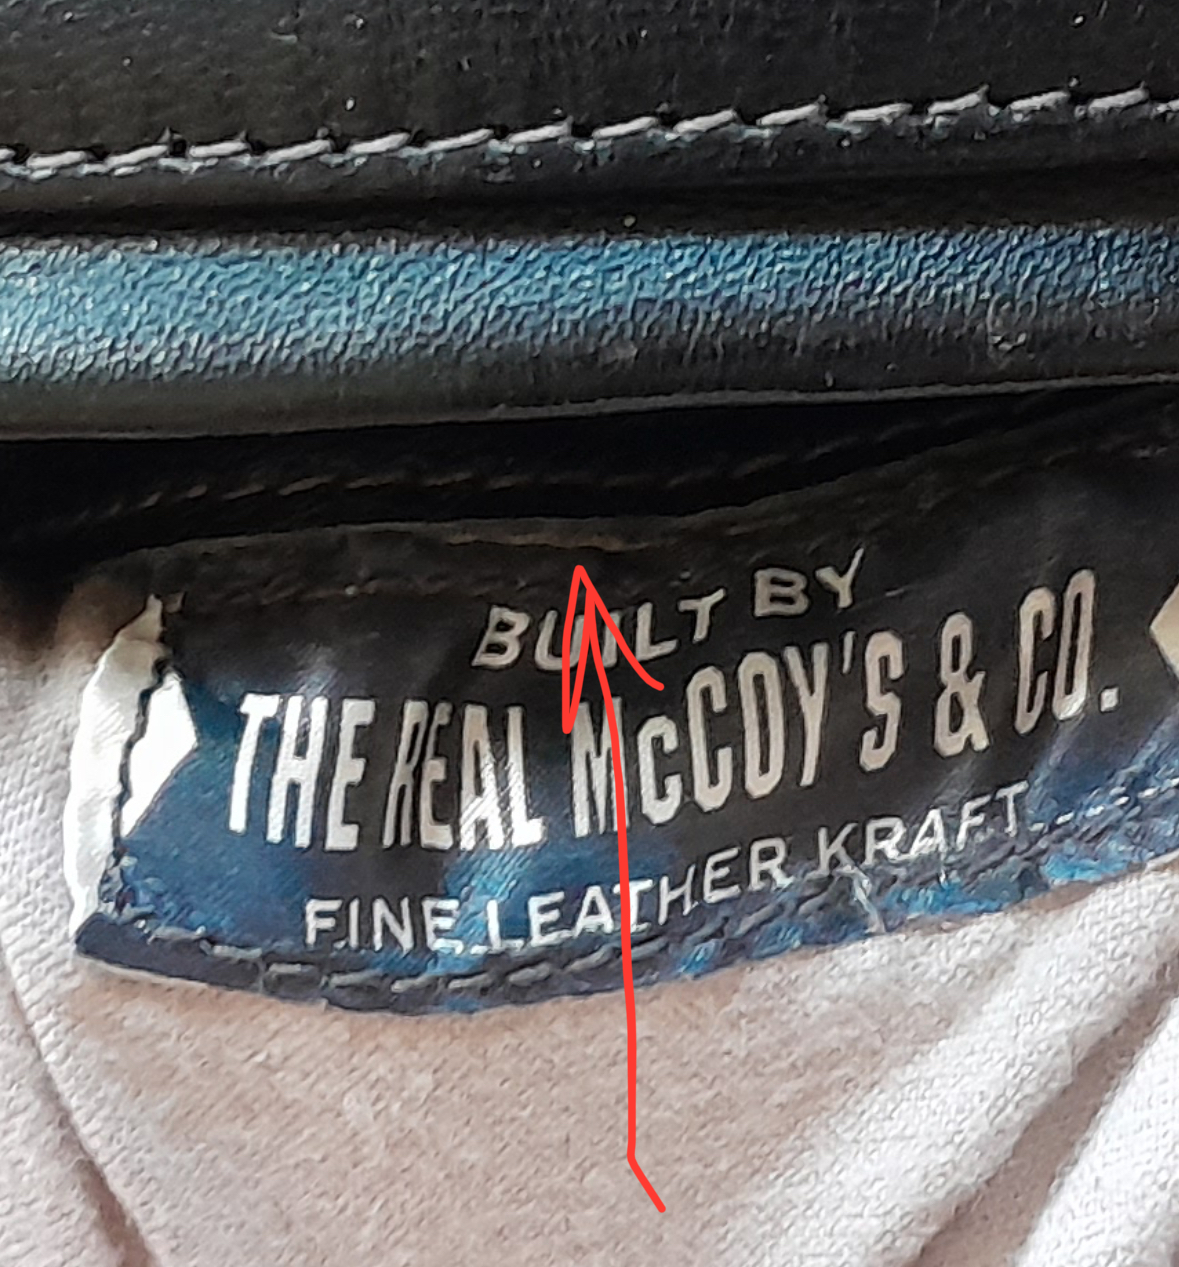 BUILT BY
THE REAL McCOY'S & CO.
FINE LEATHER KRAFT